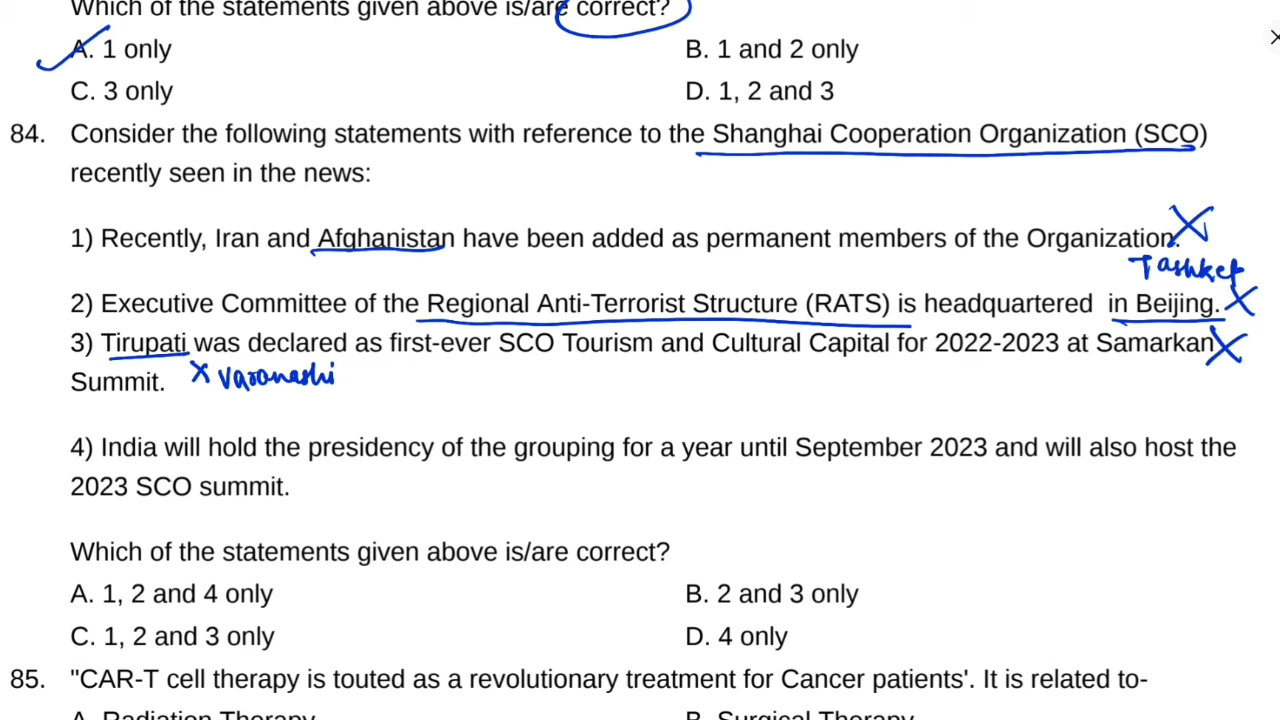 Which of the statements given above is/are correct?
A. 1 only
B. 1 and 2 only
C. 3 only
D. 1, 2 and 3
84. Consider the following statements with reference to the Shanghai Cooperation Organization (SCO)
recently seen in the news:
1) Recently, Iran and Afghanistan have been added as permanent members of the Organization.
Tashket
2) Executive Committee of the Regional Anti-Terrorist Structure (RATS) is headquartered in Beijing.
3) Tirupati was declared as first-ever SCO Tourism and Cultural Capital for 2022-2023 at Samarkan
Summit.
Varanashi
4) India will hold the presidency of the grouping for a year until September 2023 and will also host the
2023 SCO summit.
Which of the statements given above is/are correct?
A. 1, 2 and 4 only
B. 2 and 3 only
C. 1, 2 and 3 only
D. 4 only
85. "CAR-T cell therapy is touted as a revolutionary treatment for Cancer patients'. It is related to-
A. Radiation Therapy
B. Surgical Therapy